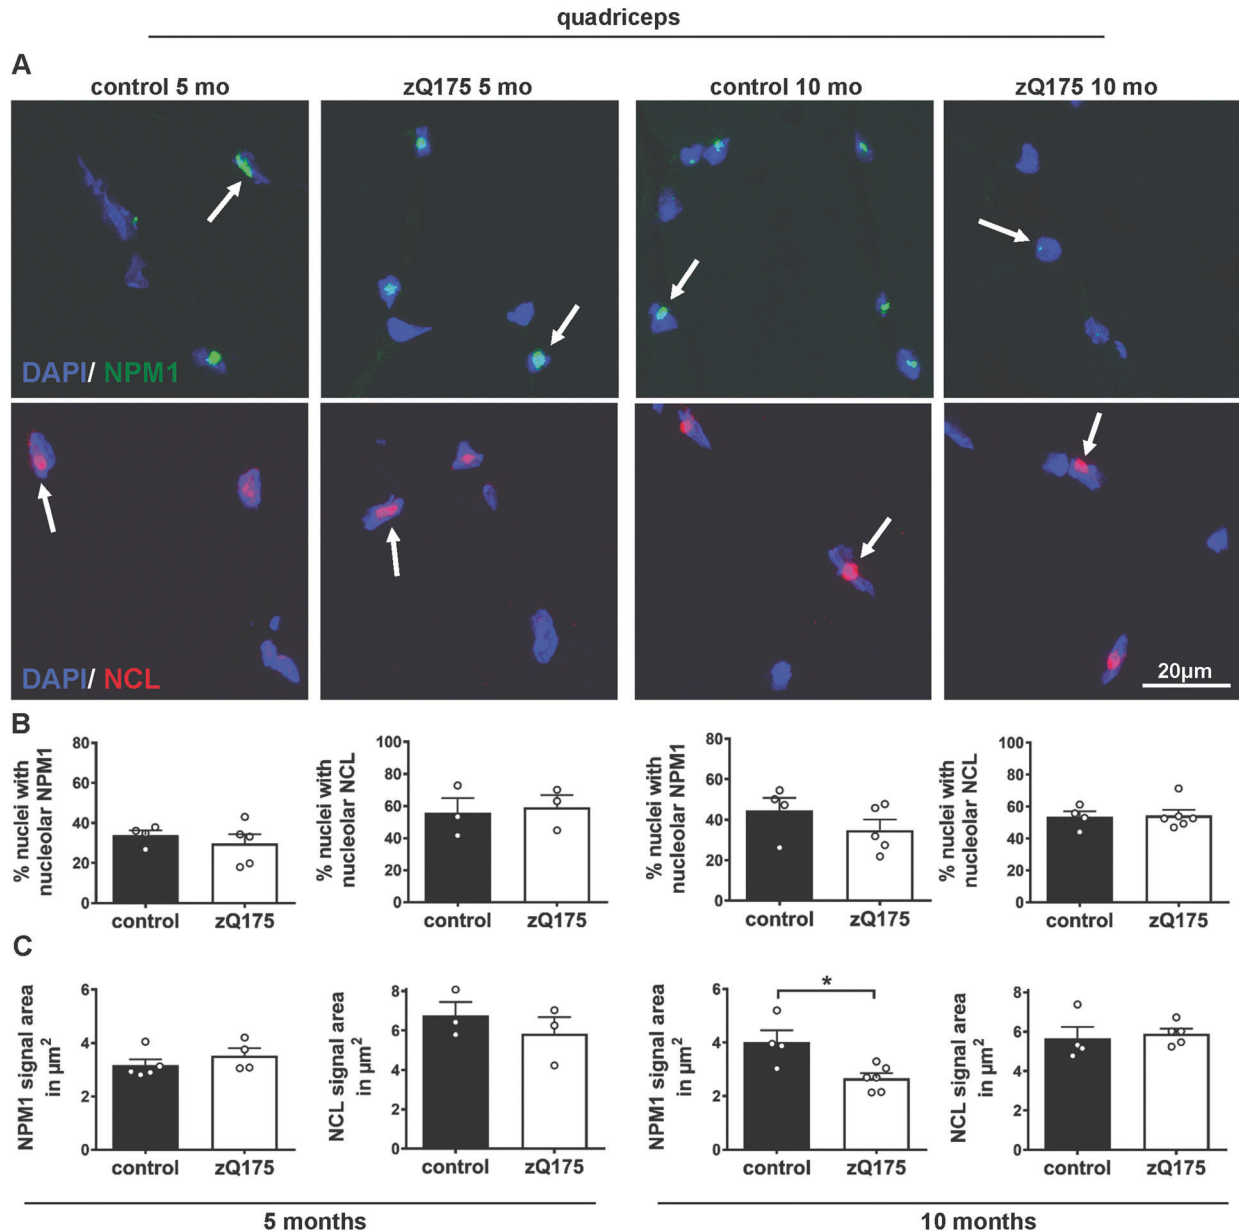 quadriceps
A
control 5 mo
zQ175 5 mo
control 10 mo
zQ175 10 mo
DAPI/ NPM1
DAPI/ NCL
20µm
B
% nuclei with
nucleolar NPM1
80
60
40
20
0
control
zQ175
% nuclei with
nucleolar NCL
100
80
60
40
20
0
control
zQ175
% nuclei with
nucleolar NPM1
80
60
40
20
0
control
zQ175
% nuclei with
nucleolar NCL
100
80
60
40
20
0
control
zQ175
C
NPM1 signal area
in µm²
6
4
2
0
control
zQ175
NCL signal area
in µm²
8
6
4
2
0
control
zQ175
NPM1 signal area
in µm²
6
4
2
0
*
control
zQ175
NCL signal area
in µm²
8
6
4
2
0
control
zQ175
5 months
10 months